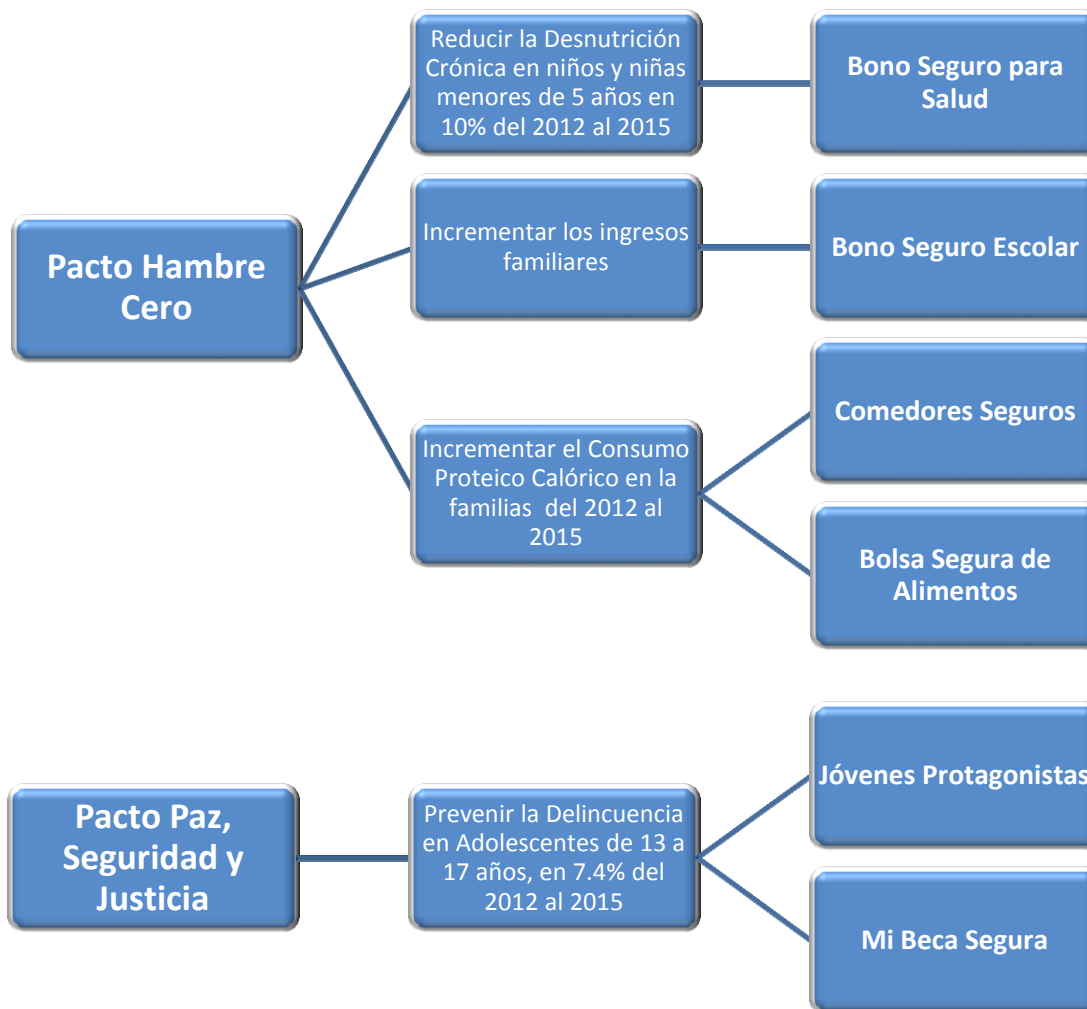 Reducir la Desnutrición
Crónica en niños y niñas
menores de 5 años en
10% del 2012 al 2015
Bono Seguro para
Salud
Pacto Hambre
Cero
Incrementar los ingresos
familiares
Bono Seguro Escolar
Comedores Seguros
Incrementar el Consumo
Proteico Calórico en la
familias  del 2012 al
2015
Bolsa Segura de
Alimentos
Pacto Paz,
Seguridad y
Justicia
Prevenir la Delincuencia
en Adolescentes de 13 a
17 años, en 7.4% del
2012 al 2015
Jóvenes Protagonistas
Mi Beca Segura